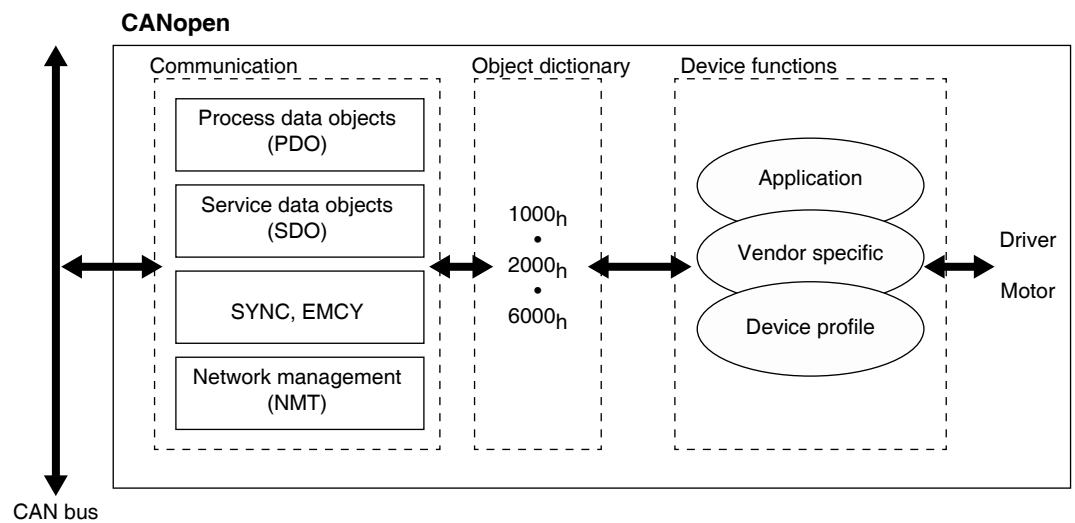 CANopen
Communication
Object dictionary
Device functions
Process data objects
(PDO)
Service data objects
(SDO)
SYNC, EMCY
Network management
(NMT)
1000h
•
2000h
•
6000h
Application
Vendor specific
Device profile
Driver
Motor
CAN bus